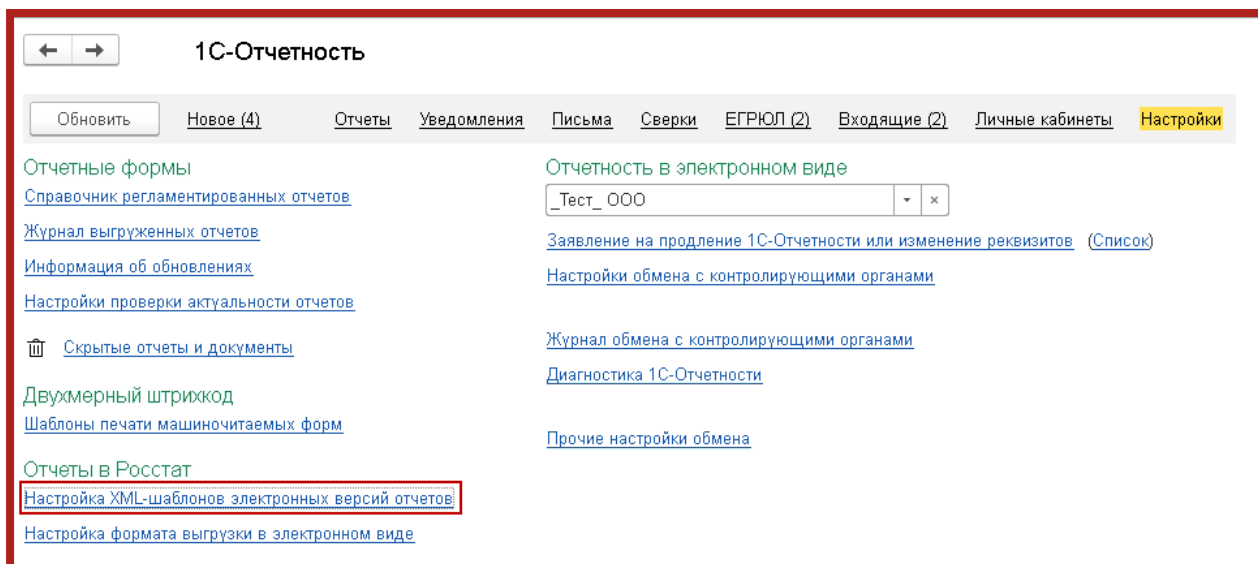 1С-Отчетность
Обновить Новое (4) Отчеты Уведомления Письма Сверки ЕГРЮЛ (2) Входящие (2) Личные кабинеты Настройки
Отчетные формы
Справочник регламентированных отчетов
Журнал выгруженных отчетов
Информация об обновлениях
Настройки проверки актуальности отчетов
Скрытые отчеты и документы
Двухмерный штрихкод
Шаблоны печати машиночитаемых форм
Отчеты в Росстат
Настройка XML-шаблонов электронных версий отчетов
Настройка формата выгрузки в электронном виде
Отчетность в электронном виде
_Тест_ ООО
Заявление на продление 1С-Отчетности или изменение реквизитов (Список)
Настройки обмена с контролирующими органами
Журнал обмена с контролирующими органами
Диагностика 1С-Отчетности
Прочие настройки обмена